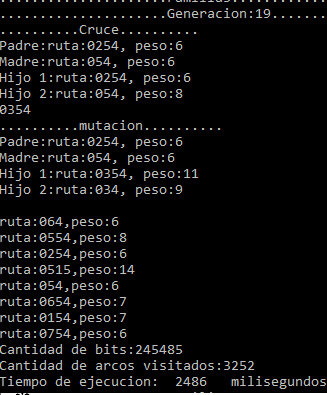 .......................Generacion:19.......
..........Cruce..........
Padre:ruta:0254, peso:6
Madre:ruta:054, peso:6
Hijo 1:ruta:0254, peso:6
Hijo 2:ruta:054, peso:8
0354
..........mutacion..........
Padre:ruta:0254, peso:6
Madre:ruta:054, peso:6
Hijo 1:ruta:0354, peso:11
Hijo 2:ruta:034, peso:9
ruta:064,peso:6
ruta:0554,peso:8
ruta:0254,peso:6
ruta:0515,peso:14
ruta:054,peso:6
ruta:0654,peso:7
ruta:0154,peso:7
ruta:0754,peso:6
Cantidad de bits:245485
Cantidad de arcos visitados:3252
Tiempo de ejecucion:  2486   milisegundos